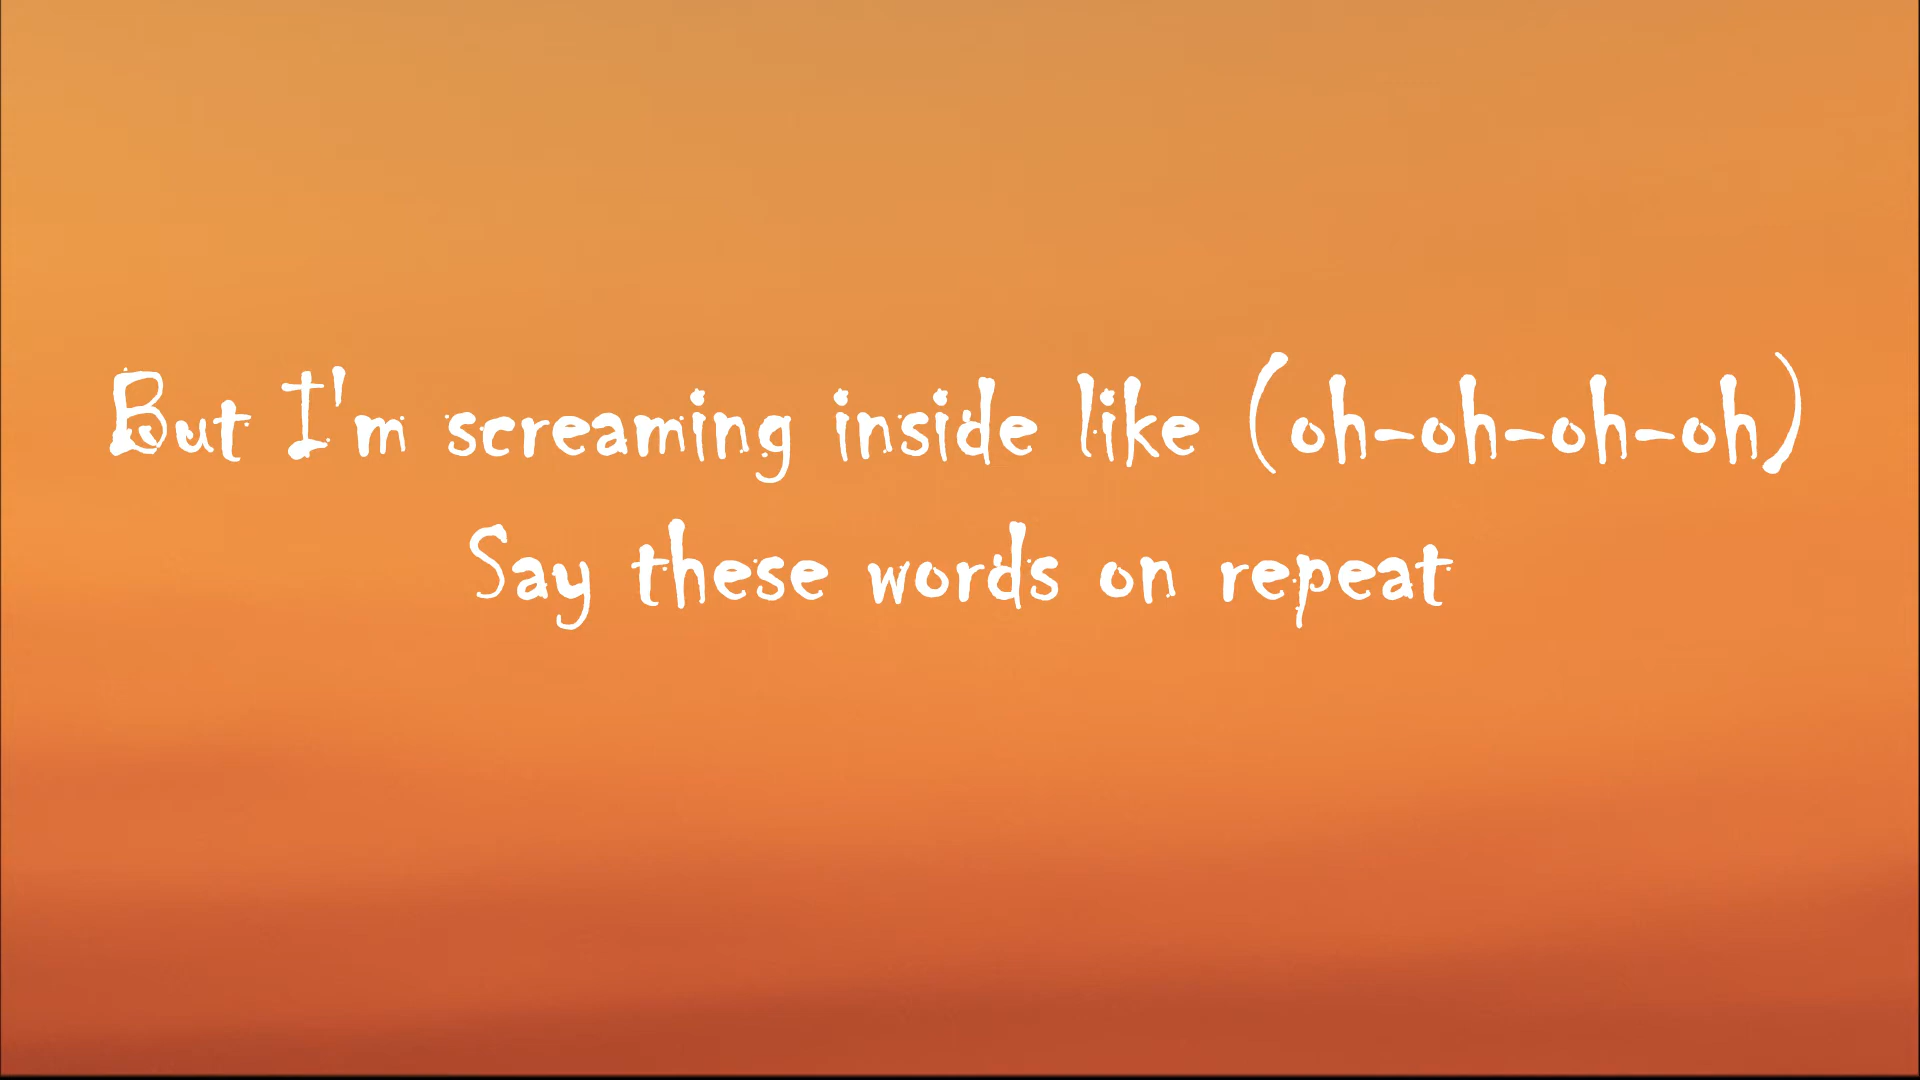 But I'm screaming inside like (oh-oh-oh-oh)
Say these words on repeat